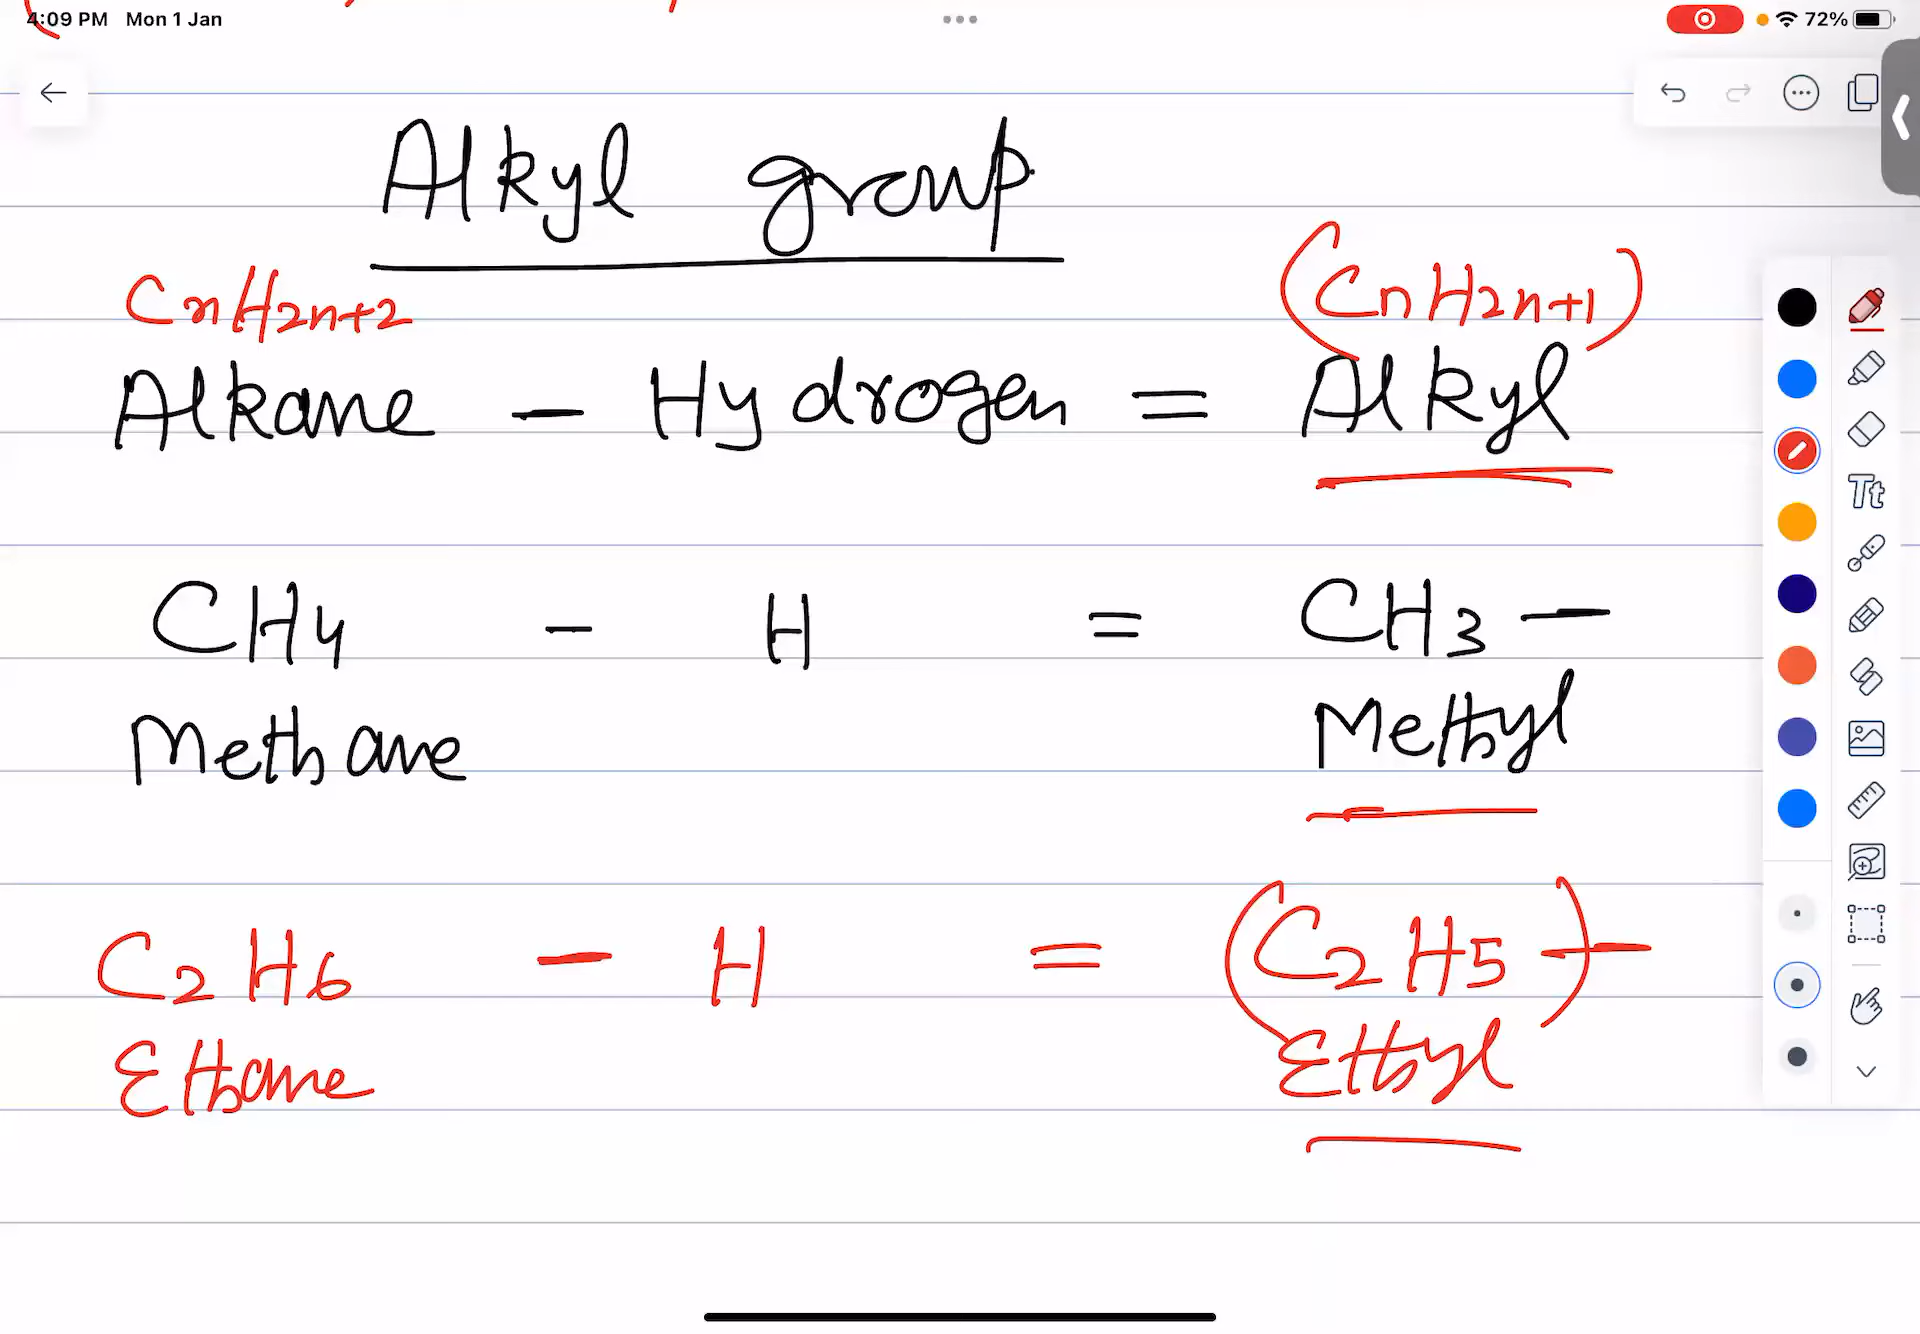 4:09 PM Mon 1 Jan
72%
Alkyl group
CnH2n+2
(CnH2n+1)
Alkane - Hydrogen = Alkyl
CH4 - H = CH3 -
Methane
Methyl
C2H6 - H = (C2H5) -
Ethane
Ethyl
Tt